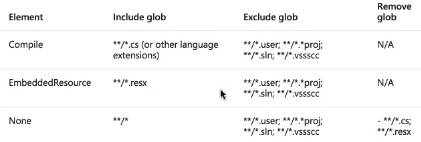 Element Include glob Exclude glob Remove glob
Compile **/*.cs (or other language extensions) **/*.user; **/*.*proj; **/*.sln; **/*.vssscc N/A
EmbeddedResource **/*.resx **/*.user; **/*.*proj; **/*.sln; **/*.vssscc N/A
None **/* **/*.user; **/*.*proj; **/*.sln; **/*.vssscc - **/*.cs; **/*.resx